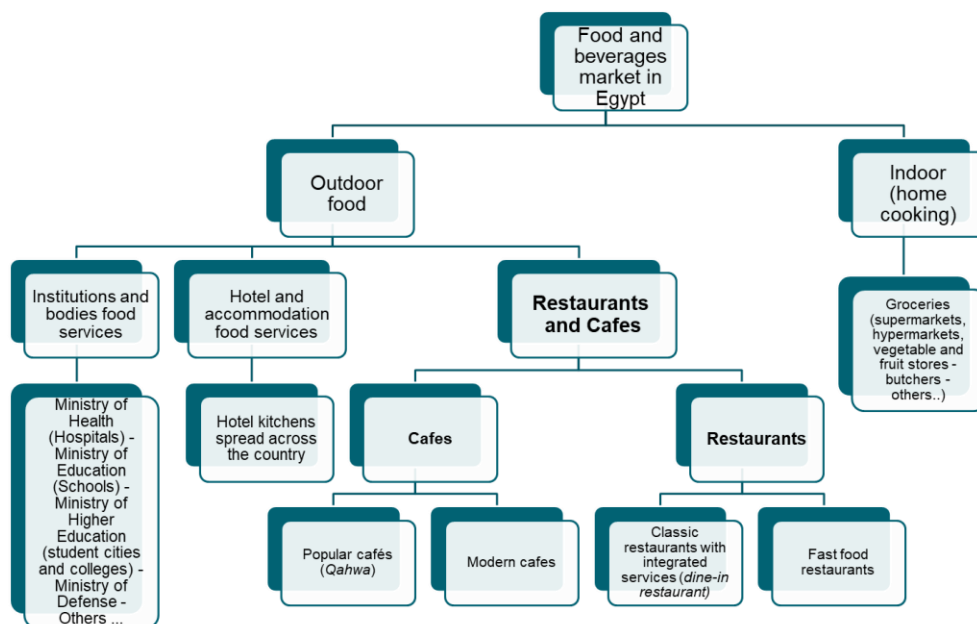 Food and
beverages
market in
Egypt
Outdoor
food
Indoor
(home
cooking)
Institutions and
bodies food
services
Hotel and
accommodation
food services
Restaurants
and Cafes
Groceries
(supermarkets,
hypermarkets,
vegetable and
fruit stores -
butchers -
others..)
Ministry of
Health
(Hospitals) -
Ministry of
Education
(Schools) -
Ministry of
Higher
Education
(student cities
and colleges) -
Ministry of
Defense -
Others ...
Hotel kitchens
spread across
the country
Cafes
Restaurants
Popular cafés
(Qahwa)
Modern cafes
Classic
restaurants with
integrated
services (dine-in
restaurant)
Fast food
restaurants